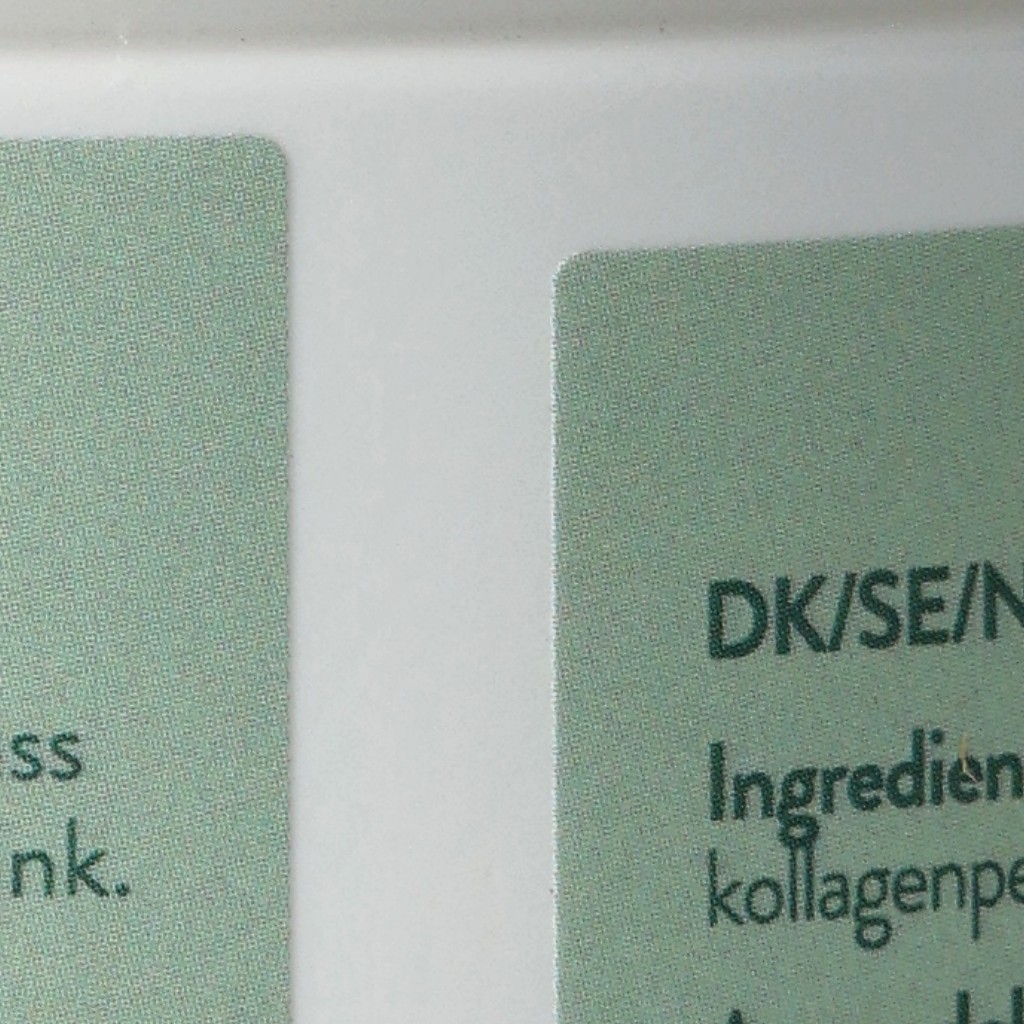 ss
nk.
DK/SE/N
Ingredien
kollagenpe